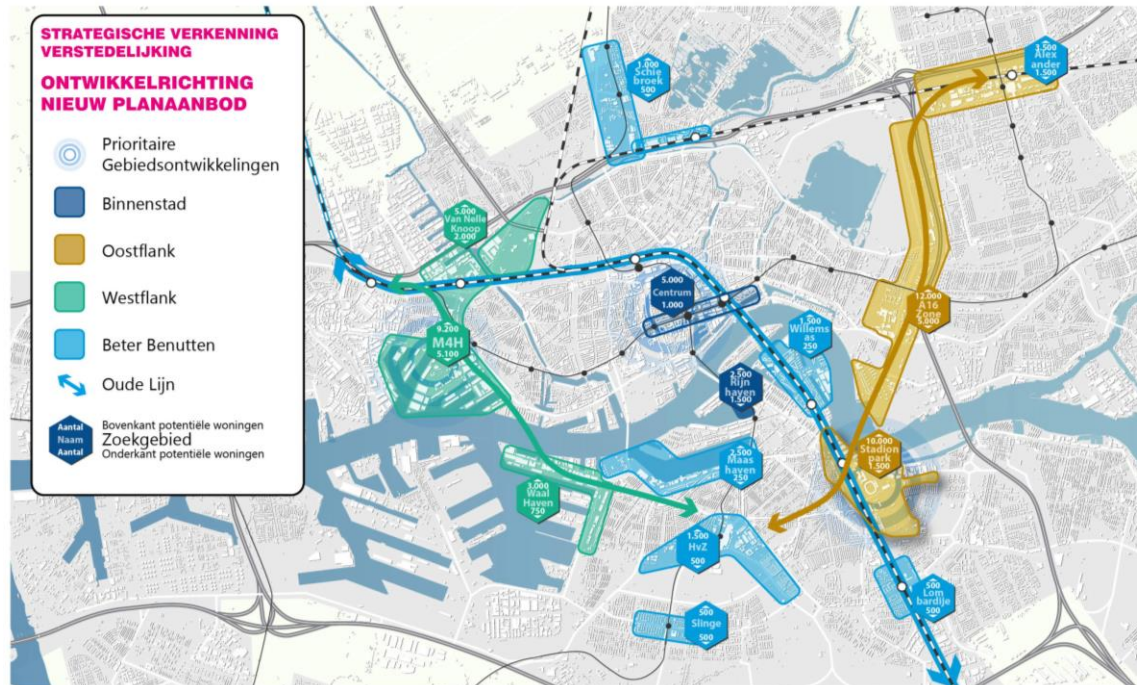 STRATEGISCHE VERKENNING
VERSTEDELIJKING
ONTWIKKELRICHTING
NIEUW PLANAANBOD
Prioritaire
Gebiedsontwikkelingen
Binnenstad
Oostflank
Westflank
Beter Benutten
Oude Lijn
Aantal
Naam
Aantal
Bovenkant potentiële woningen
Zoekgebied
Onderkant potentiële woningen
1.000
Schie
broek
500
3.500
Alex
ander
1.500
5.000
Van Nelle
Knoop
2.000
5.000
Centrum
1.000
12.000
A16
Zone
5.000
9.200
M4H
5.100
1.500
Willems
as
250
2.500
Rijn
haven
1.500
10.000
Stadion
park
1.500
2.500
Maas
haven
250
3.000
Waal
Haven
750
1.500
HvZ
500
500
Lom
bardije
500
500
Slinge
500